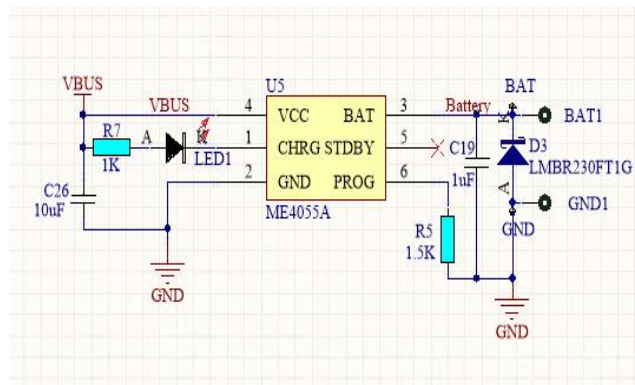 VBUS
U5
BAT
VBUS 4 VCC BAT 3 Battery BAT1
R7 A K 1 CHRG STDBY 5 C19 K D3
1K LED1 LMBR230FT1G
2 GND PROG 6 1uF A
C26 ME4055A GND1
10uF R5 GND
1.5K
GND
GND